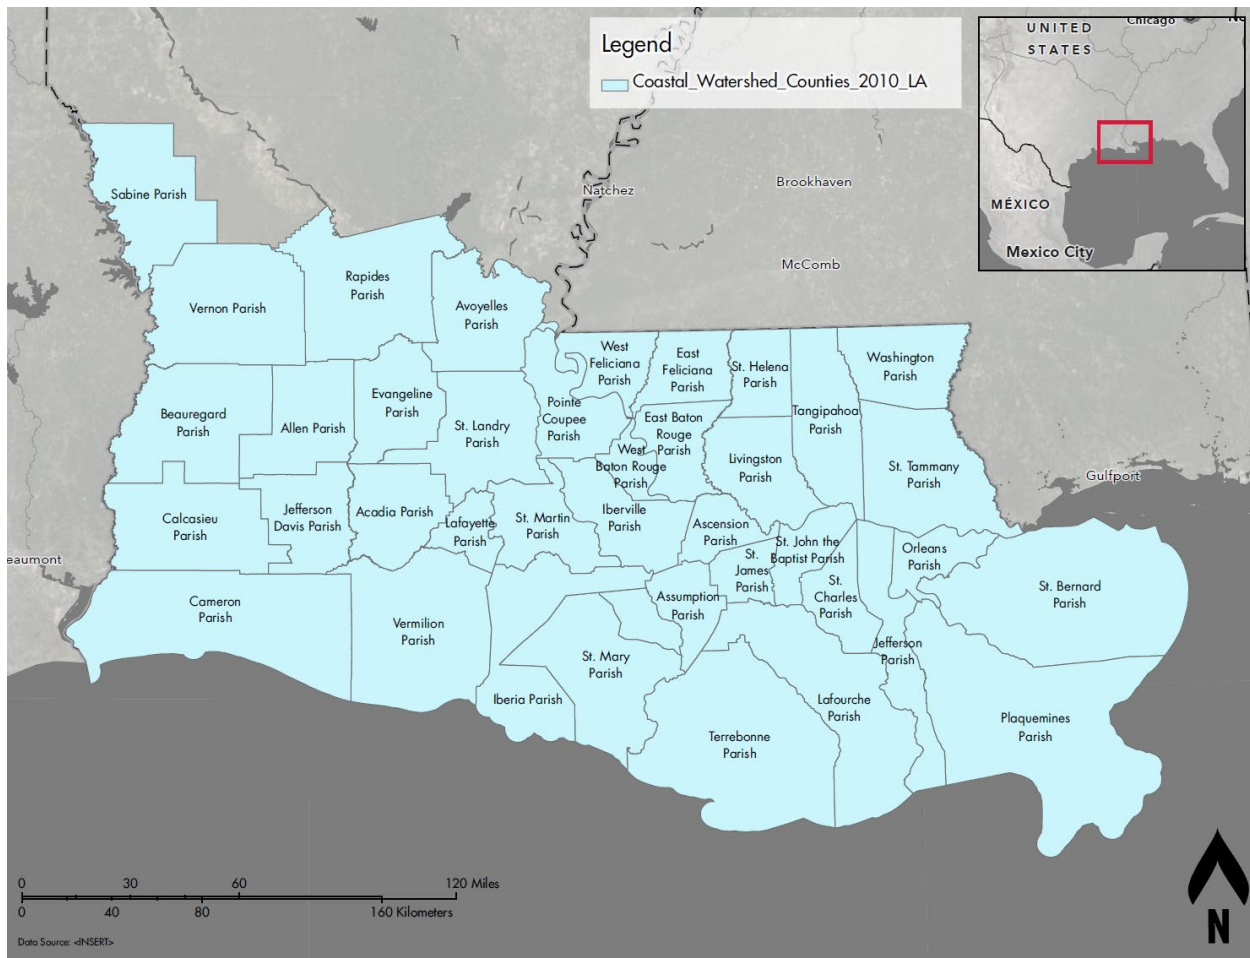 Legend
Coastal_Watershed_Counties_2010_LA
UNITED
STATES
Chicago
MÉXICO
Mexico City
Natchez
Brookhaven
McComb
Gulfport
eaumont
Sabine Parish
Vernon Parish
Rapides
Parish
Avoyelles
Parish
West
Feliciana
Parish
East
Feliciana
Parish
St. Helena
Parish
Washington
Parish
Beauregard
Parish
Allen Parish
Evangeline
Parish
St. Landry
Parish
Pointe
Coupee
Parish
East Baton
Rouge
Parish
West
Baton Rouge
Parish
Tangipahoa
Parish
Livingston
Parish
St. Tammany
Parish
Calcasieu
Parish
Jefferson
Davis Parish
Acadia Parish
Lafayette
Parish
St. Martin
Parish
Iberville
Parish
Ascension
Parish
St. John the
Baptist Parish
St.
James
Parish
St.
Charles
Parish
Orleans
Parish
St. Bernard
Parish
Cameron
Parish
Vermilion
Parish
Assumption
Parish
St. Mary
Parish
Iberia Parish
Jefferson
Parish
Lafourche
Parish
Terrebonne
Parish
Plaquemines
Parish
0 30 60 120 Miles
0 40 80 160 Kilometers
Data Source: <INSERT>
N